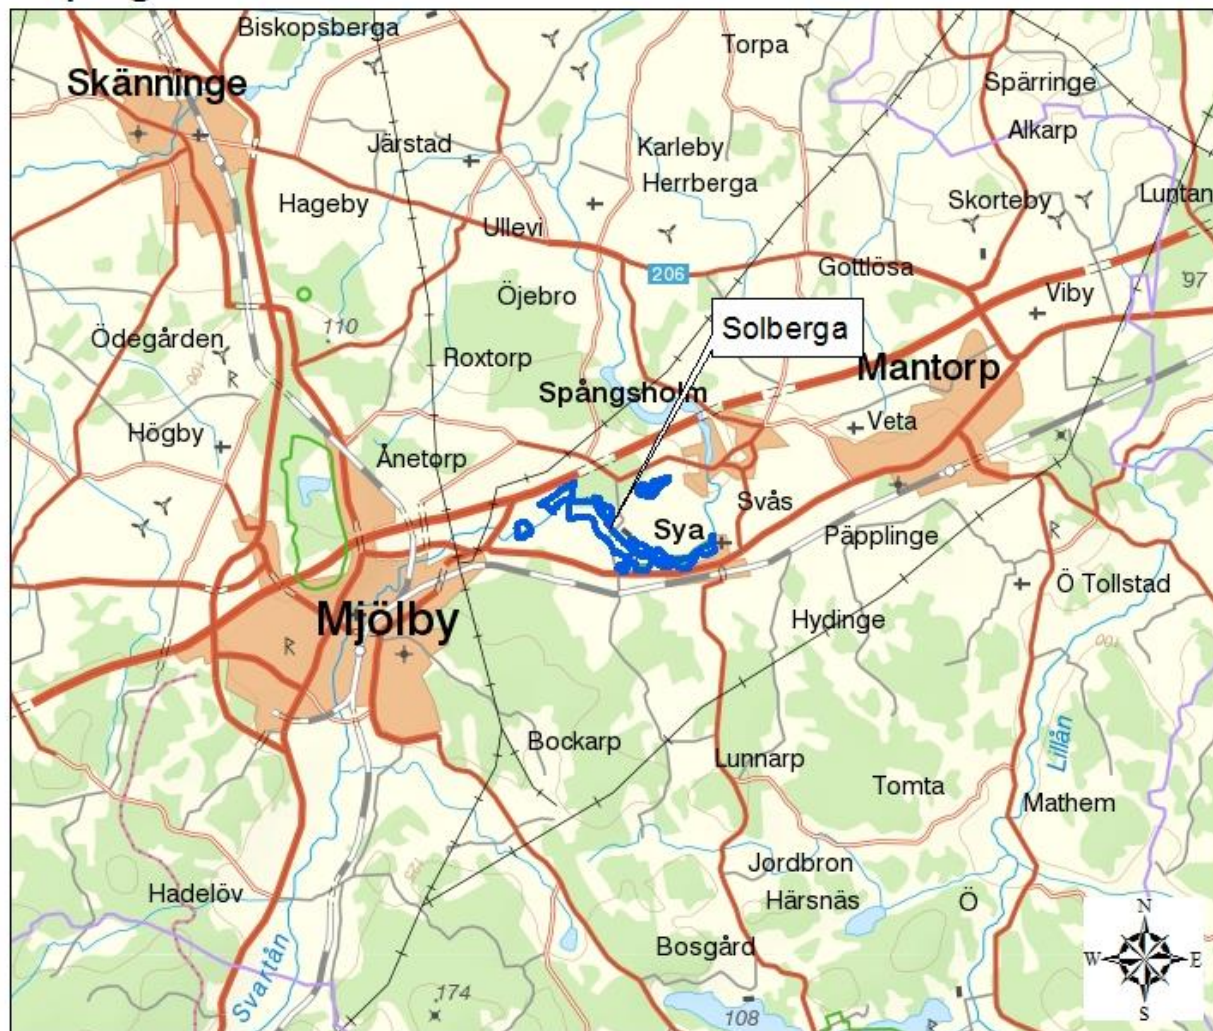 Biskopsberga
Torpa
Skänninge
Spärringe
Alkarp
Järstad
Karleby
Herrberga
Hageby
Skorteby
Luntan
Ullevi
206
Gottlösa
97
Öjebro
Viby
110
Solberga
Ödegården
Roxtorp
Mantorp
100
Spångsholm
Högby
Veta
Ånetorp
Svås
Sya
Päpplinge
Ö Tollstad
Mjölby
Hydinge
100
Bockarp
Lunnarp
Lillån
Tomta
Mathem
Jordbron
Hadelöv
Härsnäs
Ö
N
Bosgård
W E
Svartån
174
S
108